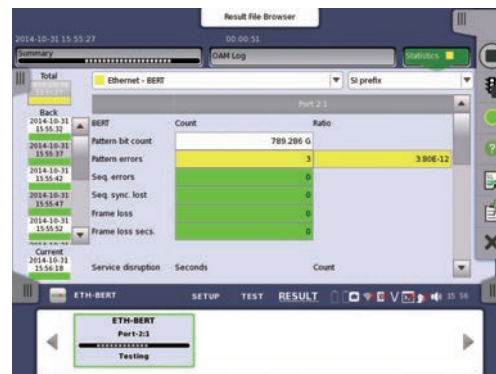 Result File Browser
2014-10-31 15:55:27 00:00:51
Summary OAM Log Statistics
Total
Ethernet - BERT SI prefix
Port 2:1
Back
2014-10-31
15:55:32
BERT Count Ratio
Pattern bit count 789.286 G
2014-10-31
15:55:37
Pattern errors 3 3.80E-12
2014-10-31
15:55:42
Seq. errors 0
2014-10-31
15:55:47
Seq. sync. lost 0
2014-10-31
15:55:52
Frame loss 0
Frame loss secs. 0
Current
2014-10-31
15:56:18
Service disruption Seconds Count
ETH-BERT SETUP TEST RESULT V 15 56
ETH-BERT
Port-2:1
Testing